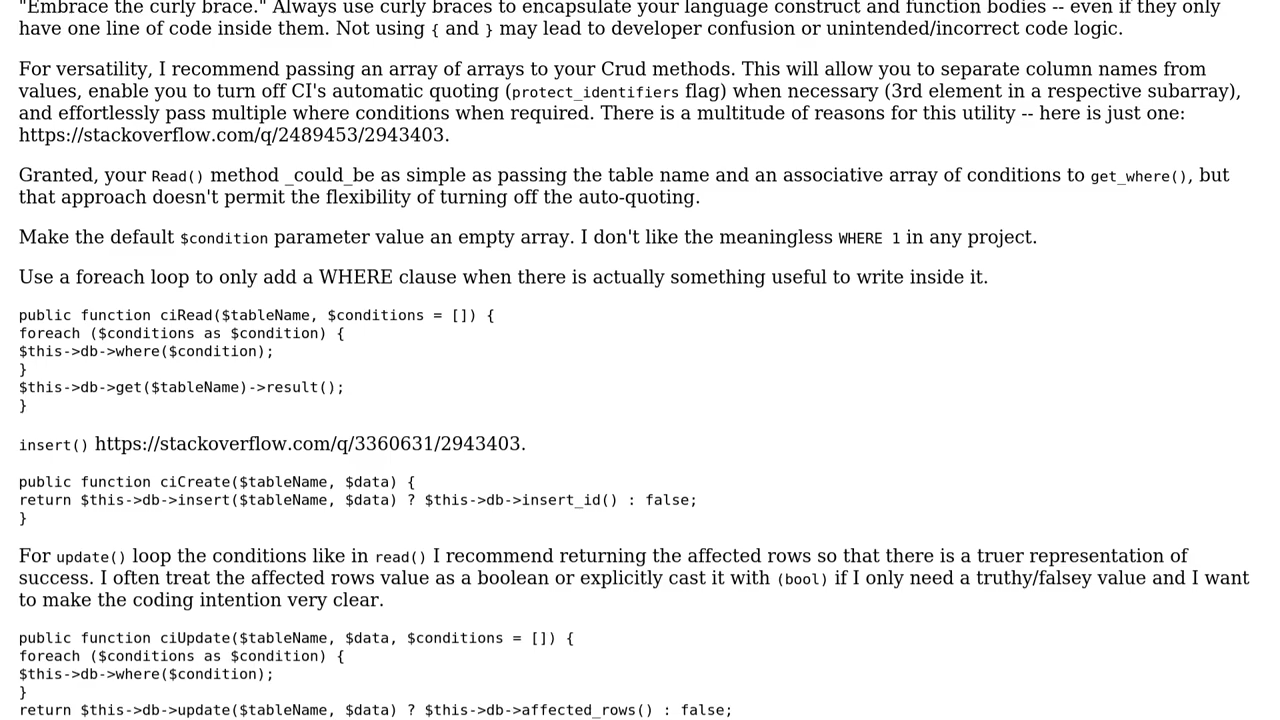 "Embrace the curly brace." Always use curly braces to encapsulate your language construct and function bodies -- even if they only
have one line of code inside them. Not using { and } may lead to developer confusion or unintended/incorrect code logic.
For versatility, I recommend passing an array of arrays to your Crud methods. This will allow you to separate column names from
values, enable you to turn off CI's automatic quoting (protect_identifiers flag) when necessary (3rd element in a respective subarray),
and effortlessly pass multiple where conditions when required. There is a multitude of reasons for this utility -- here is just one:
https://stackoverflow.com/q/2489453/2943403.
Granted, your Read() method _could_be as simple as passing the table name and an associative array of conditions to get_where(), but
that approach doesn't permit the flexibility of turning off the auto-quoting.
Make the default $condition parameter value an empty array. I don't like the meaningless WHERE 1 in any project.
Use a foreach loop to only add a WHERE clause when there is actually something useful to write inside it.
public function ciRead($tableName, $conditions = []) {
foreach ($conditions as $condition) {
$this->db->where($condition);
}
$this->db->get($tableName)->result();
}
insert() https://stackoverflow.com/q/3360631/2943403.
public function ciCreate($tableName, $data) {
return $this->db->insert($tableName, $data) ? $this->db->insert_id() : false;
}
For update() loop the conditions like in read() I recommend returning the affected rows so that there is a truer representation of
success. I often treat the affected rows value as a boolean or explicitly cast it with (bool) if I only need a truthy/falsey value and I want
to make the coding intention very clear.
public function ciUpdate($tableName, $data, $conditions = []) {
foreach ($conditions as $condition) {
$this->db->where($condition);
}
return $this->db->update($tableName, $data) ? $this->db->affected_rows() : false;